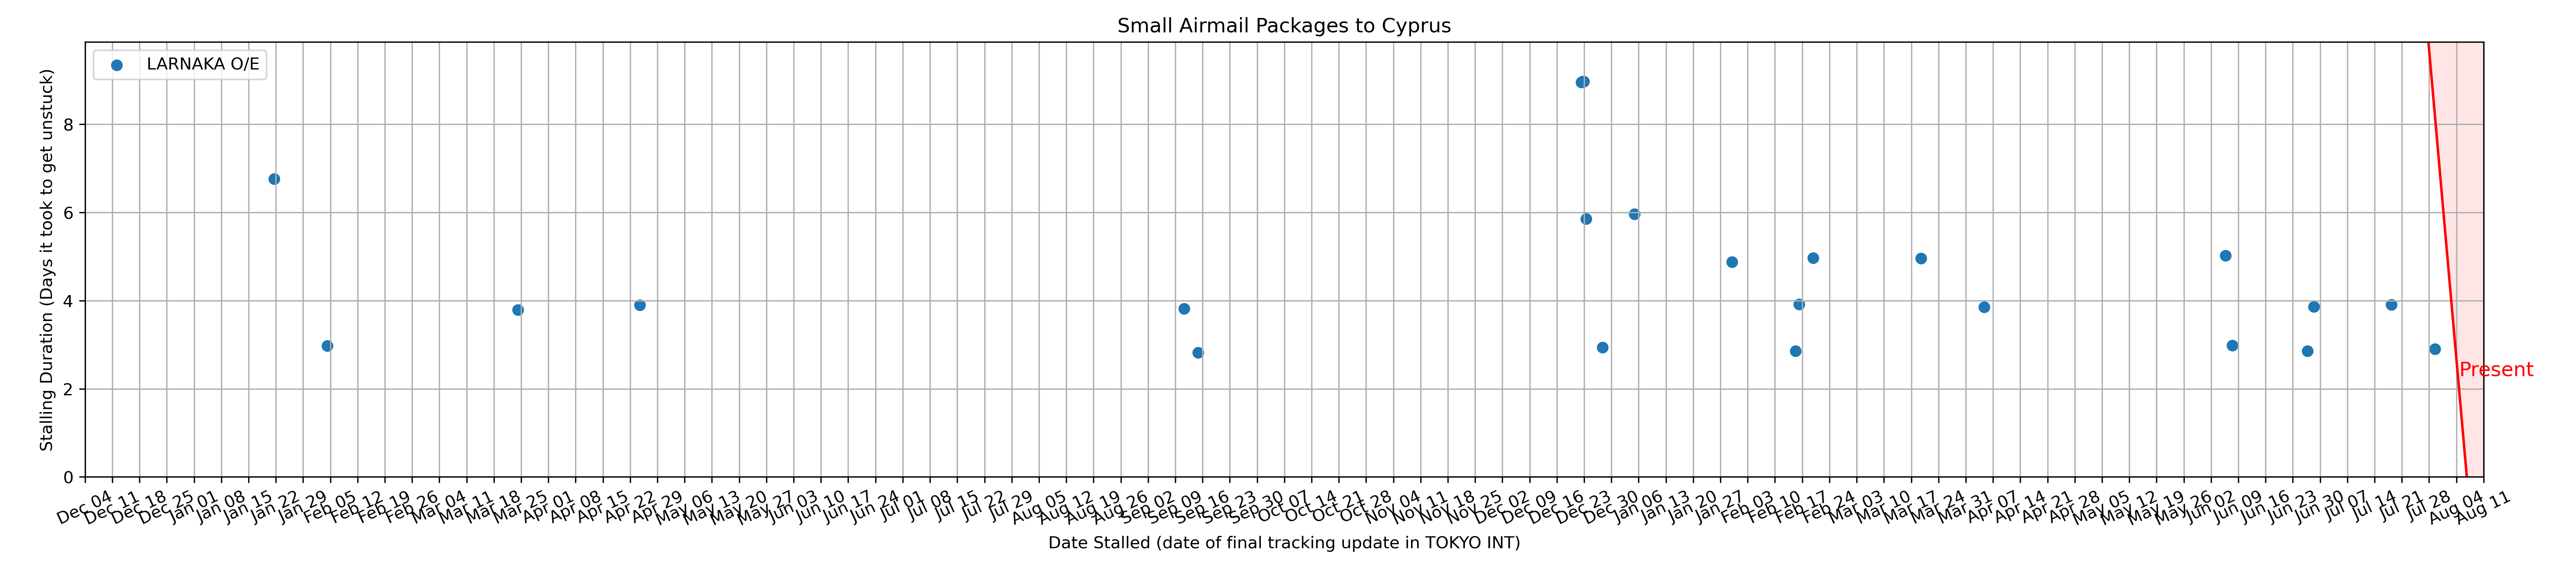 Small Airmail Packages to Cyprus
LARNAKA O/E
Stalling Duration (Days it took to get unstuck)
8
6
4
2
0
Present
Dec 04
Dec 11
Dec 18
Dec 25
Jan 01
Jan 08
Jan 15
Jan 22
Jan 29
Feb 05
Feb 12
Feb 19
Feb 26
Mar 04
Mar 11
Mar 18
Mar 25
Apr 01
Apr 08
Apr 15
Apr 22
Apr 29
May 06
May 13
May 20
May 27
Jun 03
Jun 10
Jun 17
Jun 24
Jul 01
Jul 08
Jul 15
Jul 22
Jul 29
Aug 05
Aug 12
Aug 19
Aug 26
Sep 02
Sep 09
Sep 16
Sep 23
Sep 30
Oct 07
Oct 14
Oct 21
Oct 28
Nov 04
Nov 11
Nov 18
Nov 25
Dec 02
Dec 09
Dec 16
Dec 23
Dec 30
Jan 06
Jan 13
Jan 20
Jan 27
Feb 03
Feb 10
Feb 17
Feb 24
Mar 03
Mar 10
Mar 17
Mar 24
Mar 31
Apr 07
Apr 14
Apr 21
Apr 28
May 05
May 12
May 19
May 26
Jun 02
Jun 09
Jun 16
Jun 23
Jun 30
Jul 07
Jul 14
Jul 21
Jul 28
Aug 04
Aug 11
Date Stalled (date of final tracking update in TOKYO INT)